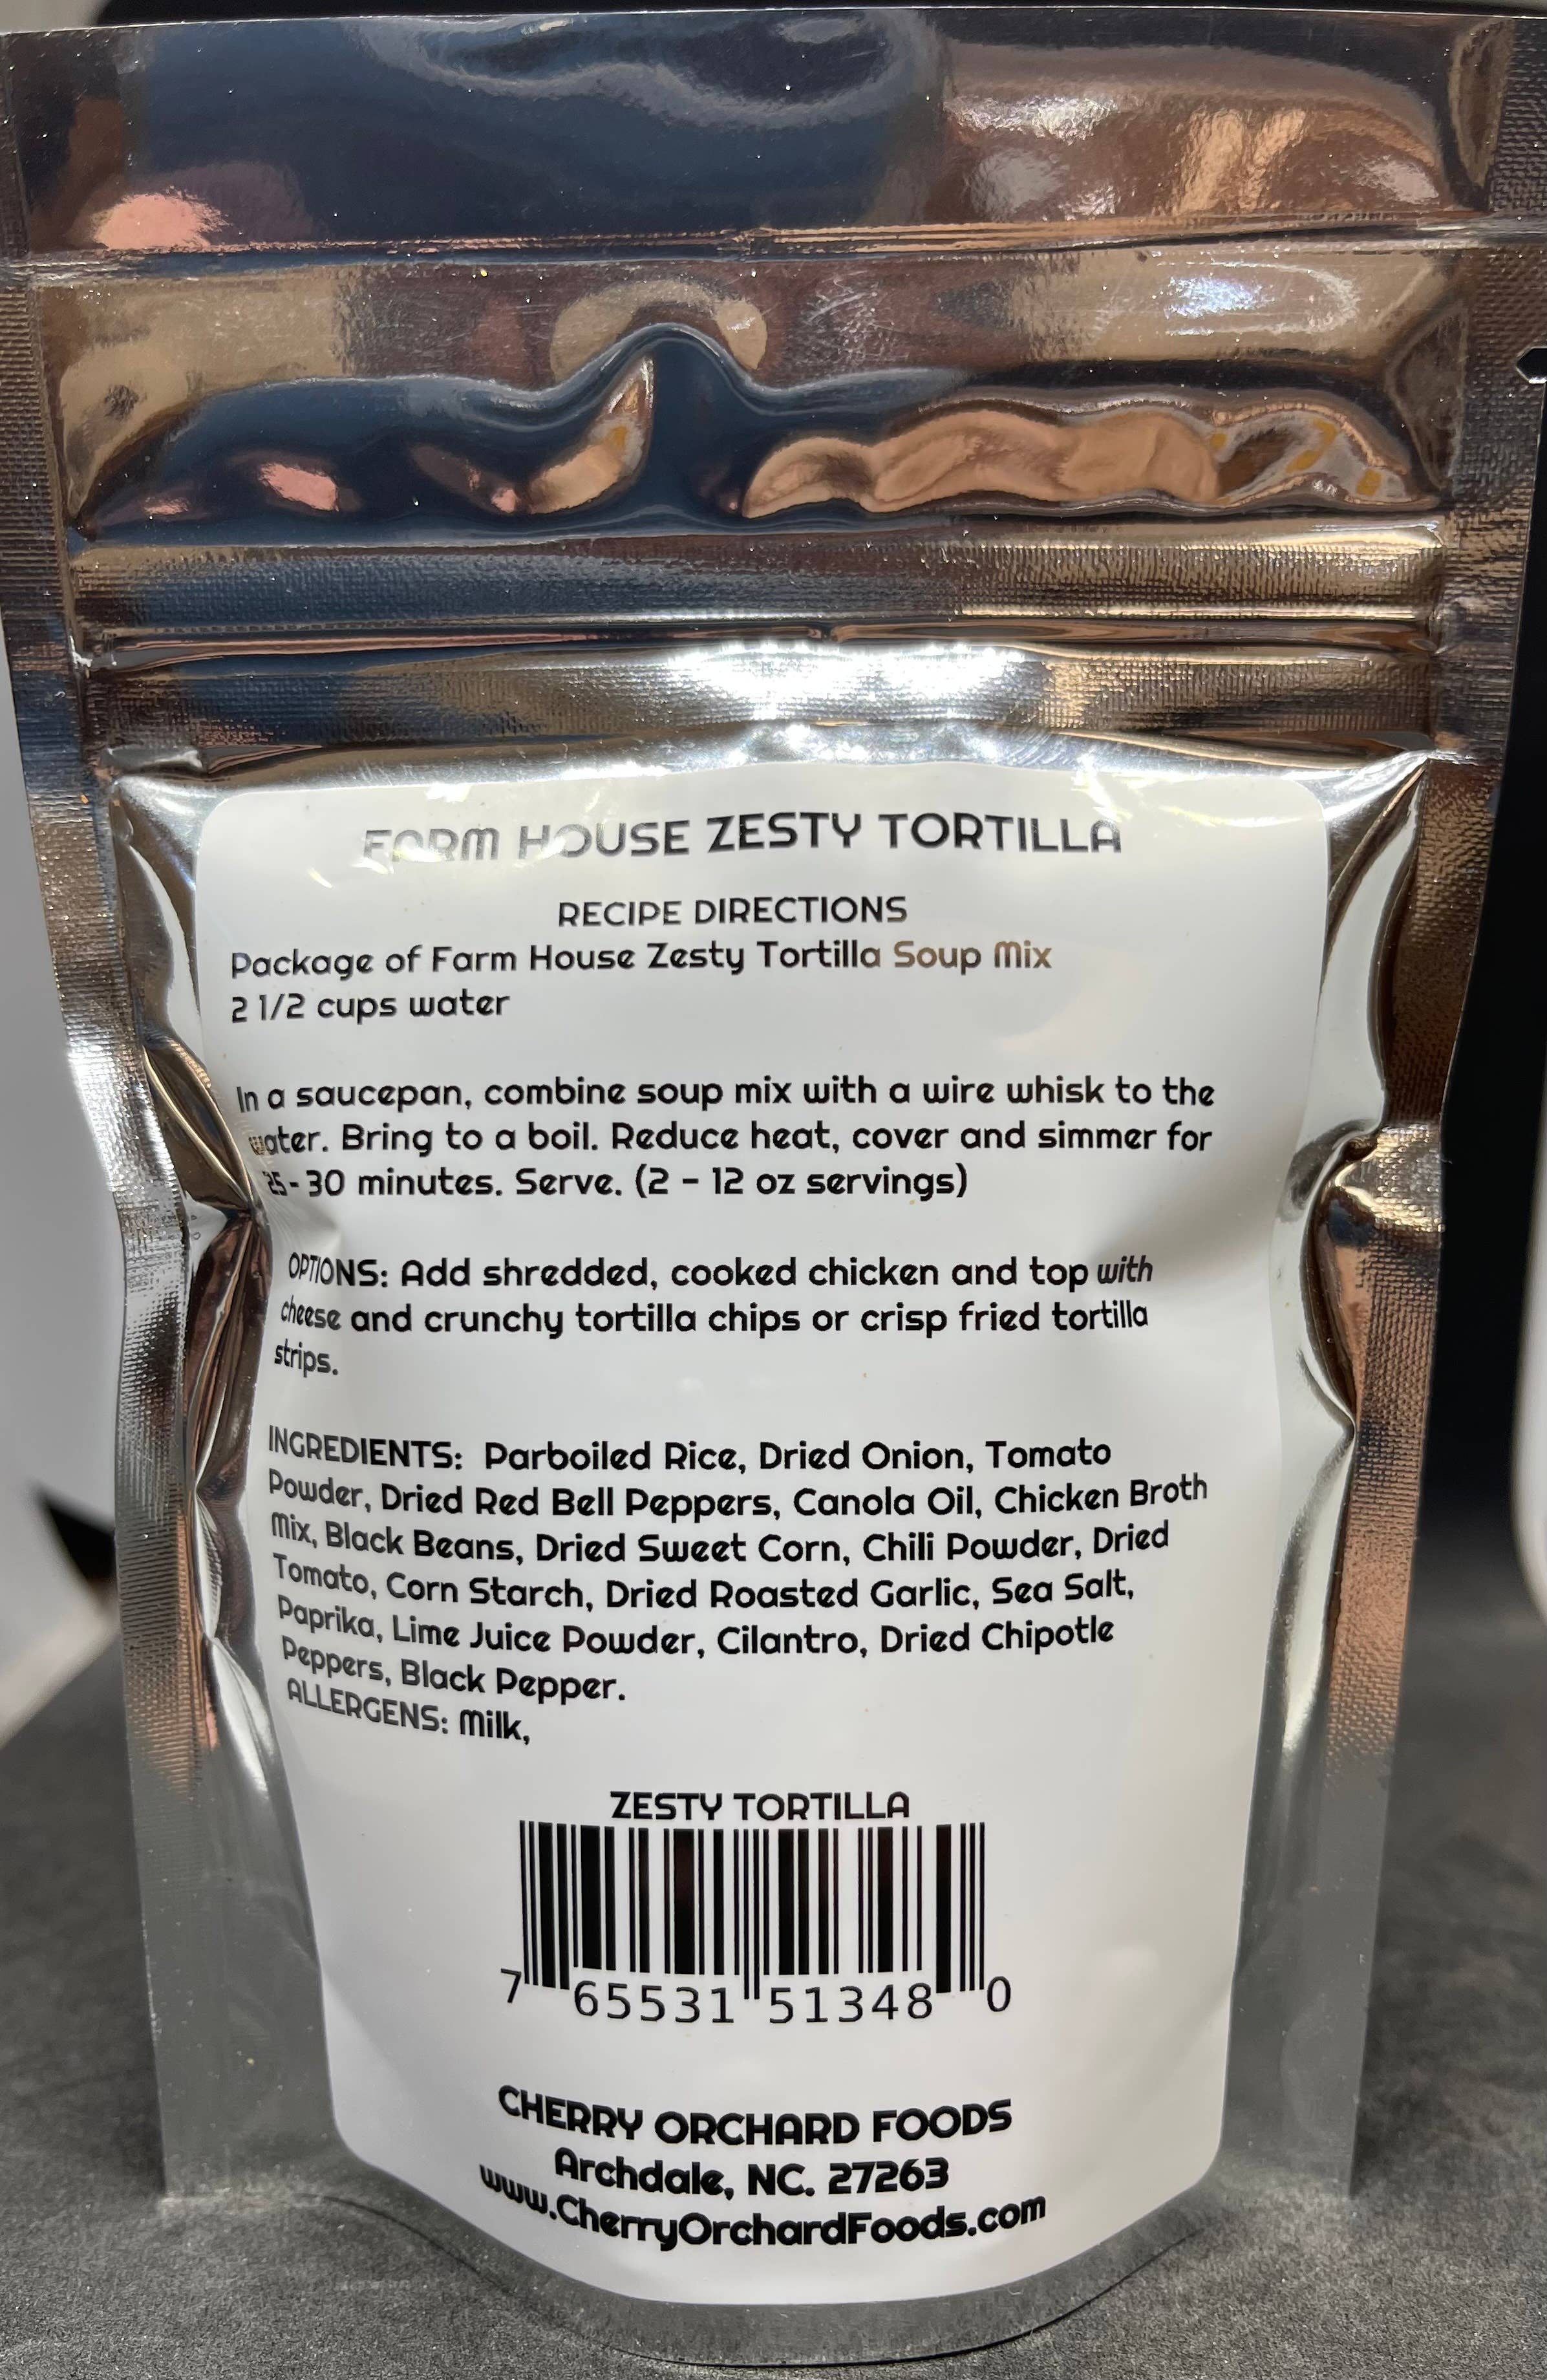 FARM HOUSE ZESTY TORTILLA
RECIPE DIRECTIONS
Package of Farm House Zesty Tortilla Soup Mix
2 1/2 cups water
In a saucepan, combine soup mix with a wire whisk to the
water. Bring to a boil. Reduce heat, cover and simmer for
25-30 minutes. Serve. (2 - 12 oz servings)
OPTIONS: Add shredded, cooked chicken and top with
cheese and crunchy tortilla chips or crisp fried tortilla
strips.
INGREDIENTS: Parboiled Rice, Dried Onion, Tomato
Powder, Dried Red Bell Peppers, Canola Oil, Chicken Broth
Mix, Black Beans, Dried Sweet Corn, Chili Powder, Dried
Tomato, Corn Starch, Dried Roasted Garlic, Sea Salt,
Paprika, Lime Juice Powder, Cilantro, Dried Chipotle
Peppers, Black Pepper.
ALLERGENS: Milk,
ZESTY TORTILLA
7 65531 51348 0
CHERRY ORCHARD FOODS
Archdale, NC. 27263
www.CherryOrchardFoods.com